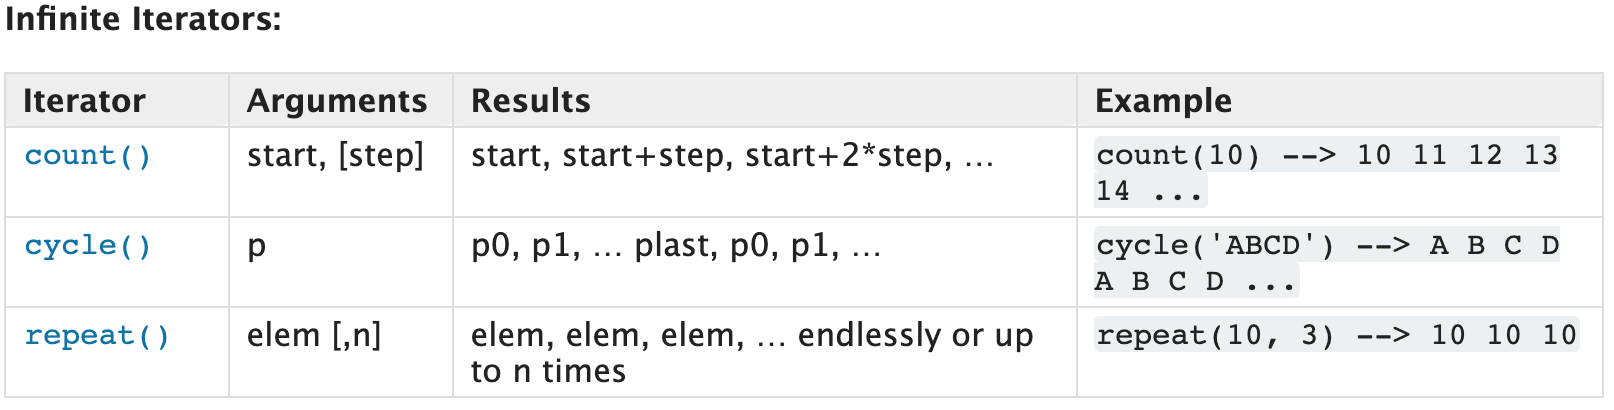 Infinite Iterators:
Iterator Arguments Results Example
count() start, [step] start, start+step, start+2*step, … count(10) --> 10 11 12 13
14 ...
cycle() p p0, p1, … plast, p0, p1, … cycle('ABCD') --> A B C D
A B C D ...
repeat() elem [,n] elem, elem, elem, … endlessly or up repeat(10, 3) --> 10 10 10
to n times